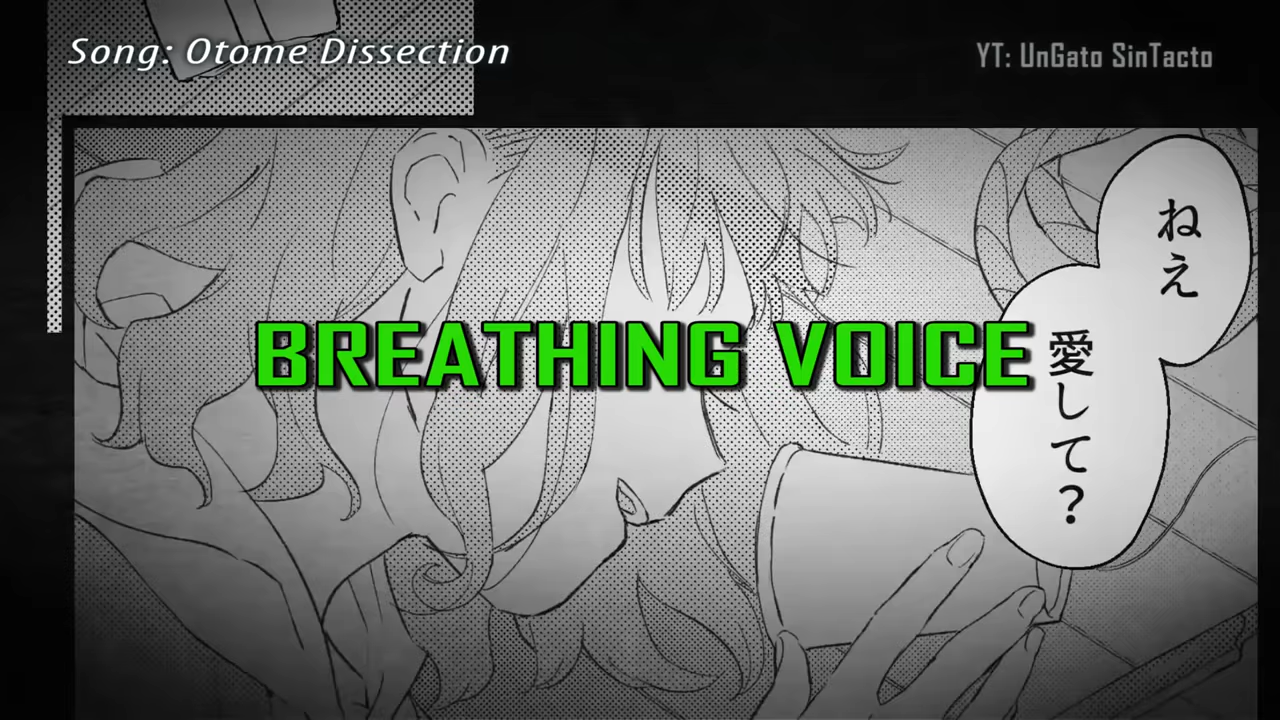 Song: Otome Dissection
YT: UnGato SinTacto
BREATHING VOICE
ねえ
愛して?